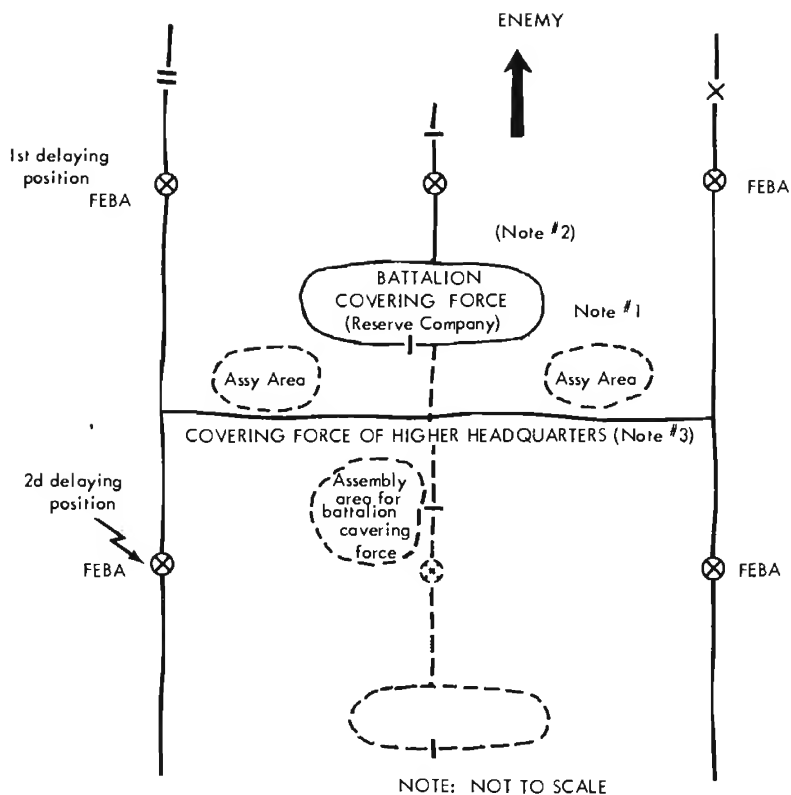 ENEMY
1st delaying
position
FEBA
FEBA
(Note #2)
BATTALION
COVERING FORCE
(Reserve Company)
Note #1
Assy Area
Assy Area
COVERING FORCE OF HIGHER HEADQUARTERS (Note #3)
2d delaying
position
Assembly
area for
battalion
covering
force
FEBA
FEBA
NOTE: NOT TO SCALE